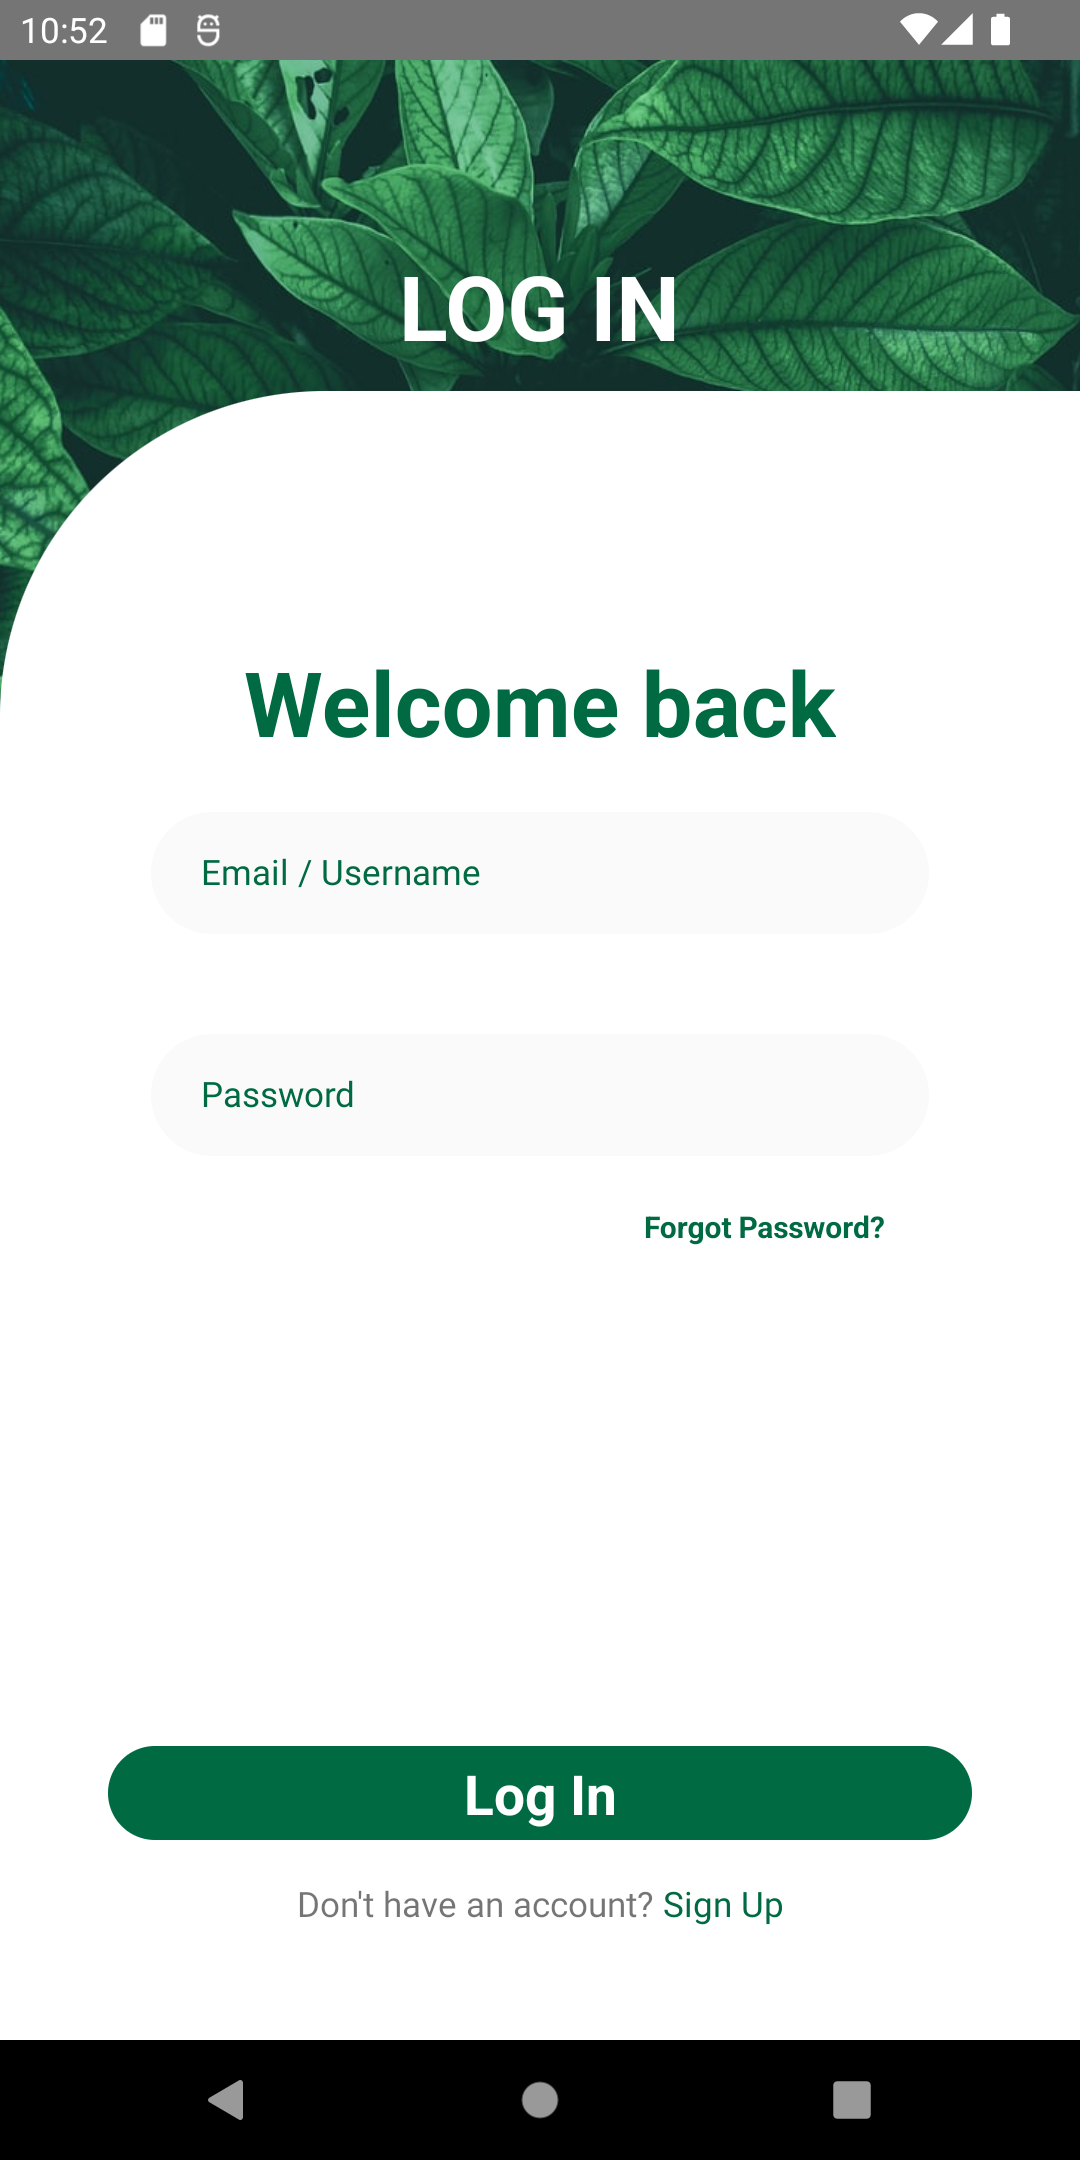 10:52
LOG IN
Welcome back
Email / Username
Password
Forgot Password?
Log In
Don't have an account? Sign Up